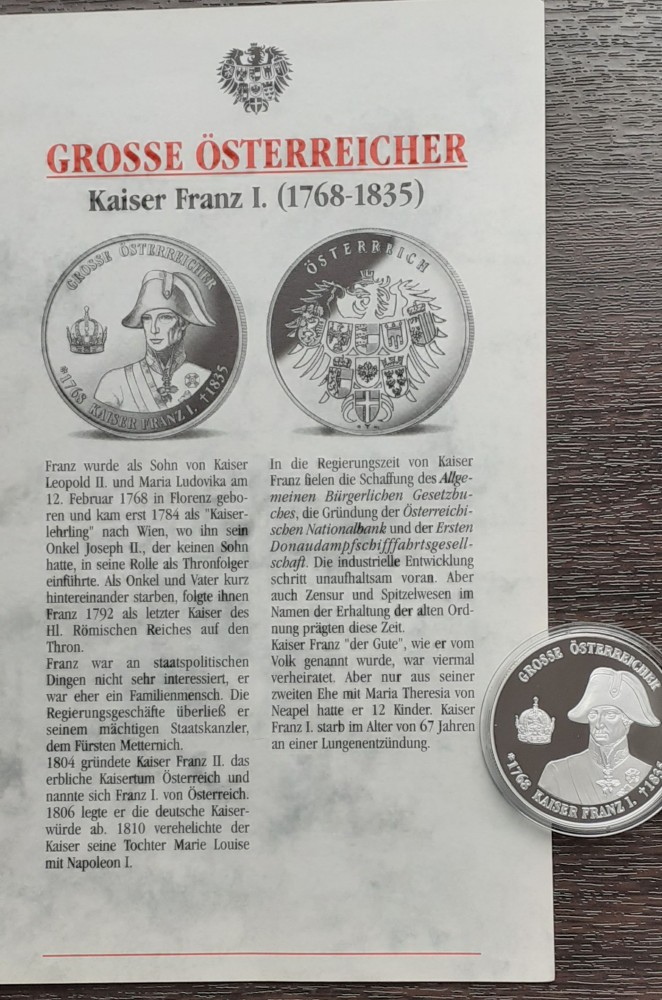 GROSSE ÖSTERREICHER
Kaiser Franz I. (1768-1835)
GROSSE ÖSTERREICHER
*1768 KAISER FRANZ I. †1835
ÖSTERREICH
Franz wurde als Sohn von Kaiser
Leopold II. und Maria Ludovika am
12. Februar 1768 in Florenz gebo-
ren und kam erst 1784 als "Kaiser-
lehrling" nach Wien, wo ihn sein
Onkel Joseph II., der keinen Sohn
hatte, in seine Rolle als Thronfolger
einführte. Als Onkel und Vater kurz
hintereinander starben, folgte ihnen
Franz 1792 als letzter Kaiser des
Hl. Römischen Reiches auf den
Thron.
Franz war an staatspolitischen
Dingen nicht sehr interessiert, er
war eher ein Familienmensch. Die
Regierungsgeschäfte überließ er
seinem mächtigen Staatskanzler,
dem Fürsten Metternich.
1804 gründete Kaiser Franz II. das
erbliche Kaisertum Österreich und
nannte sich Franz I. von Österreich.
1806 legte er die deutsche Kaiser-
würde ab. 1810 verehelichte der
Kaiser seine Tochter Marie Louise
mit Napoleon I.
In die Regierungszeit von Kaiser
Franz fielen die Schaffung des Allge-
meinen Bürgerlichen Gesetzbu-
ches, die Gründung der Österreichi-
schen Nationalbank und der Ersten
Donaudampfschifffahrtsgesell-
schaft. Die industrielle Entwicklung
schritt unaufhaltsam voran. Aber
auch Zensur und Spitzelwesen im
Namen der Erhaltung der alten Ord-
nung prägten diese Zeit.
Kaiser Franz "der Gute", wie er vom
Volk genannt wurde, war viermal
verheiratet. Aber nur aus seiner
zweiten Ehe mit Maria Theresia von
Neapel hatte er 12 Kinder. Kaiser
Franz I. starb im Alter von 67 Jahren
an einer Lungenentzündung.
GROSSE ÖSTERREICHER
*1768 KAISER FRANZ I. †183